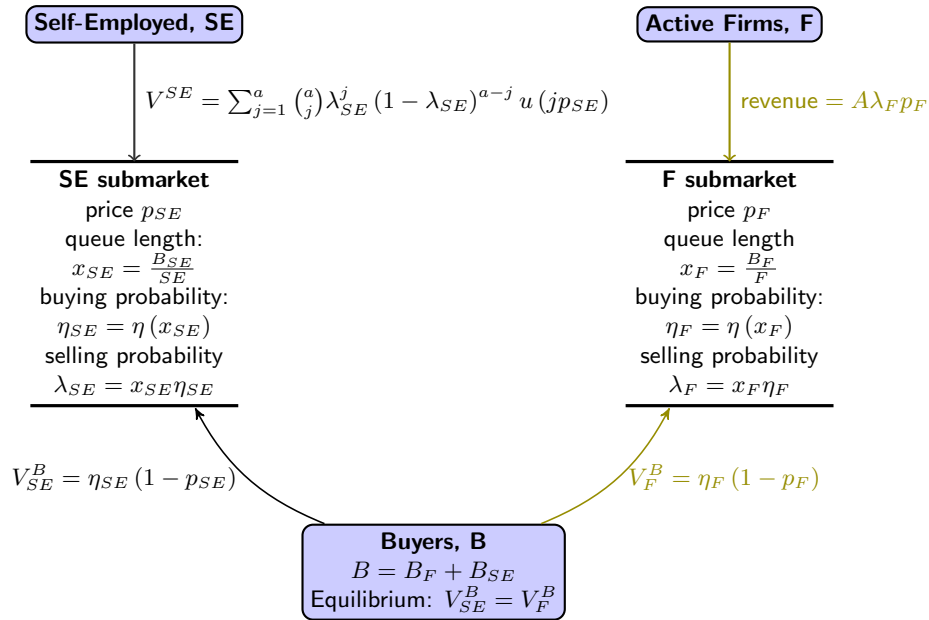 Self-Employed, SE
Active Firms, F
V^{SE} = \sum_{j=1}^{a} \binom{a}{j} \lambda_{SE}^{j} (1 - \lambda_{SE})^{a-j} u (j p_{SE})
revenue = A\lambda_F p_F
SE submarket
price p_{SE}
queue length:
x_{SE} = \frac{B_{SE}}{SE}
buying probability:
\eta_{SE} = \eta (x_{SE})
selling probability
\lambda_{SE} = x_{SE} \eta_{SE}
F submarket
price p_F
queue length
x_F = \frac{B_F}{F}
buying probability:
\eta_F = \eta (x_F)
selling probability
\lambda_F = x_F \eta_F
V_{SE}^{B} = \eta_{SE} (1 - p_{SE})
V_F^{B} = \eta_F (1 - p_F)
Buyers, B
B = B_F + B_{SE}
Equilibrium: V_{SE}^{B} = V_F^{B}